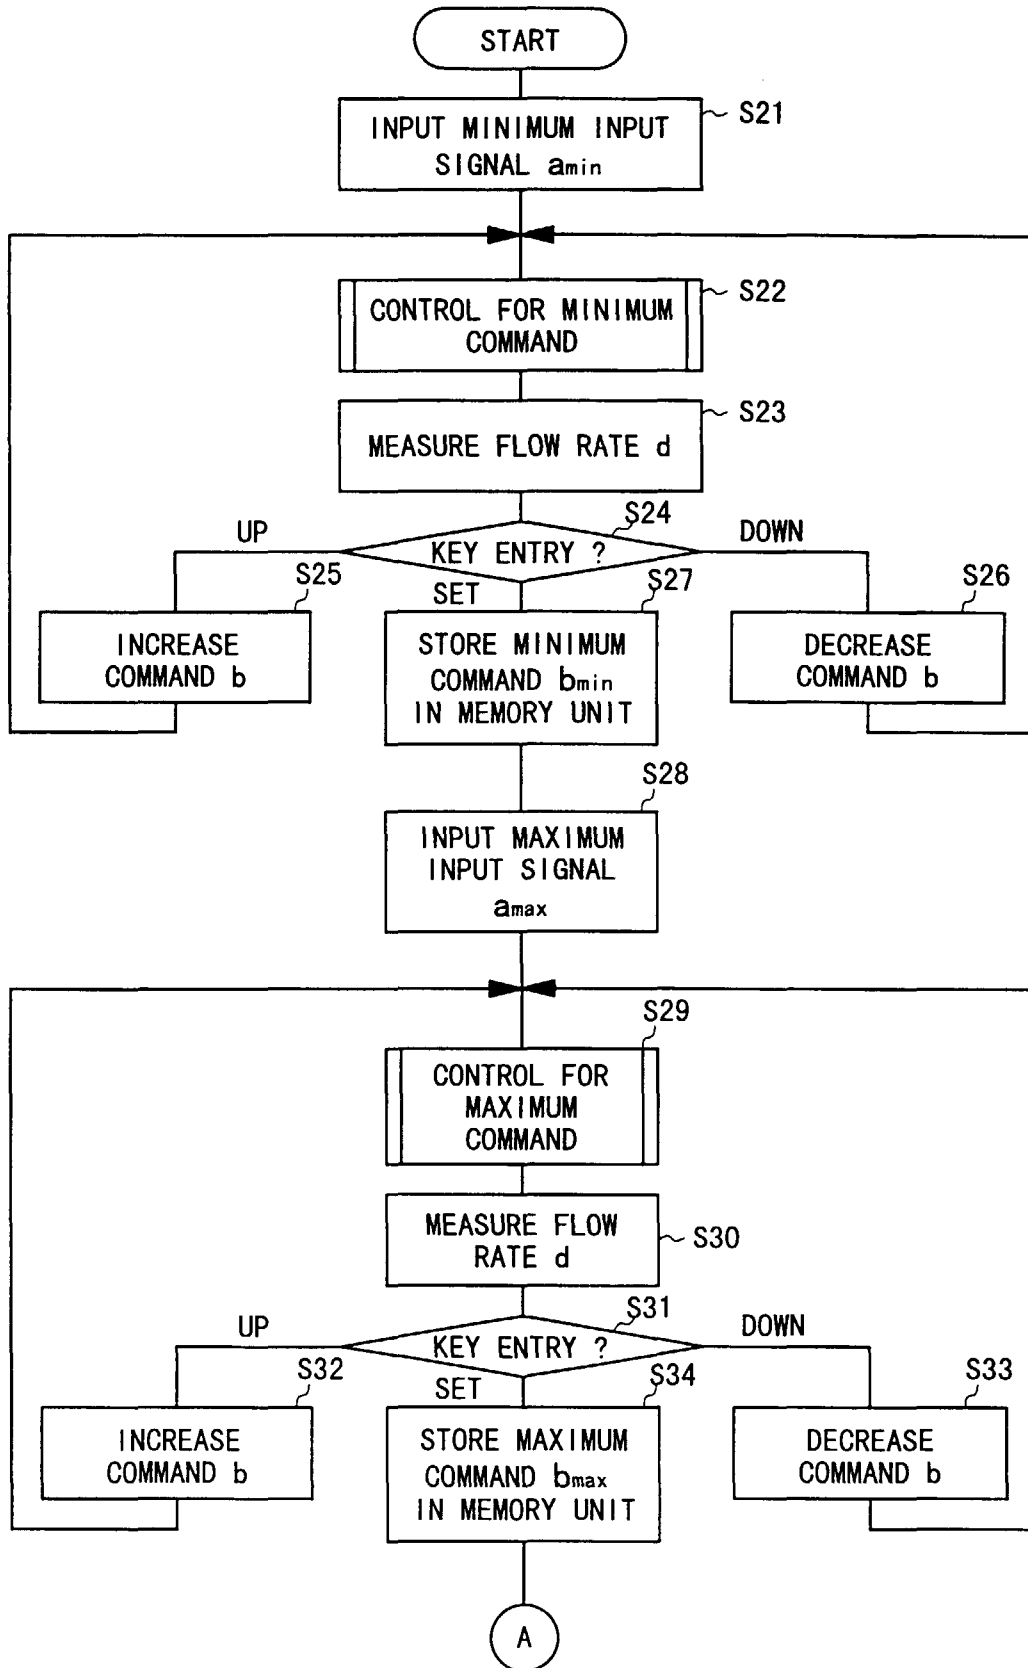 START
INPUT MINIMUM INPUT
SIGNAL amin
S21
CONTROL FOR MINIMUM
COMMAND
S22
MEASURE FLOW RATE d
S23
KEY ENTRY ?
S24
UP
DOWN
SET
INCREASE
COMMAND b
S25
STORE MINIMUM
COMMAND bmin
IN MEMORY UNIT
S27
DECREASE
COMMAND b
S26
INPUT MAXIMUM
INPUT SIGNAL
amax
S28
CONTROL FOR
MAXIMUM
COMMAND
S29
MEASURE FLOW
RATE d
S30
KEY ENTRY ?
S31
UP
DOWN
SET
INCREASE
COMMAND b
S32
STORE MAXIMUM
COMMAND bmax
IN MEMORY UNIT
S34
DECREASE
COMMAND b
S33
A